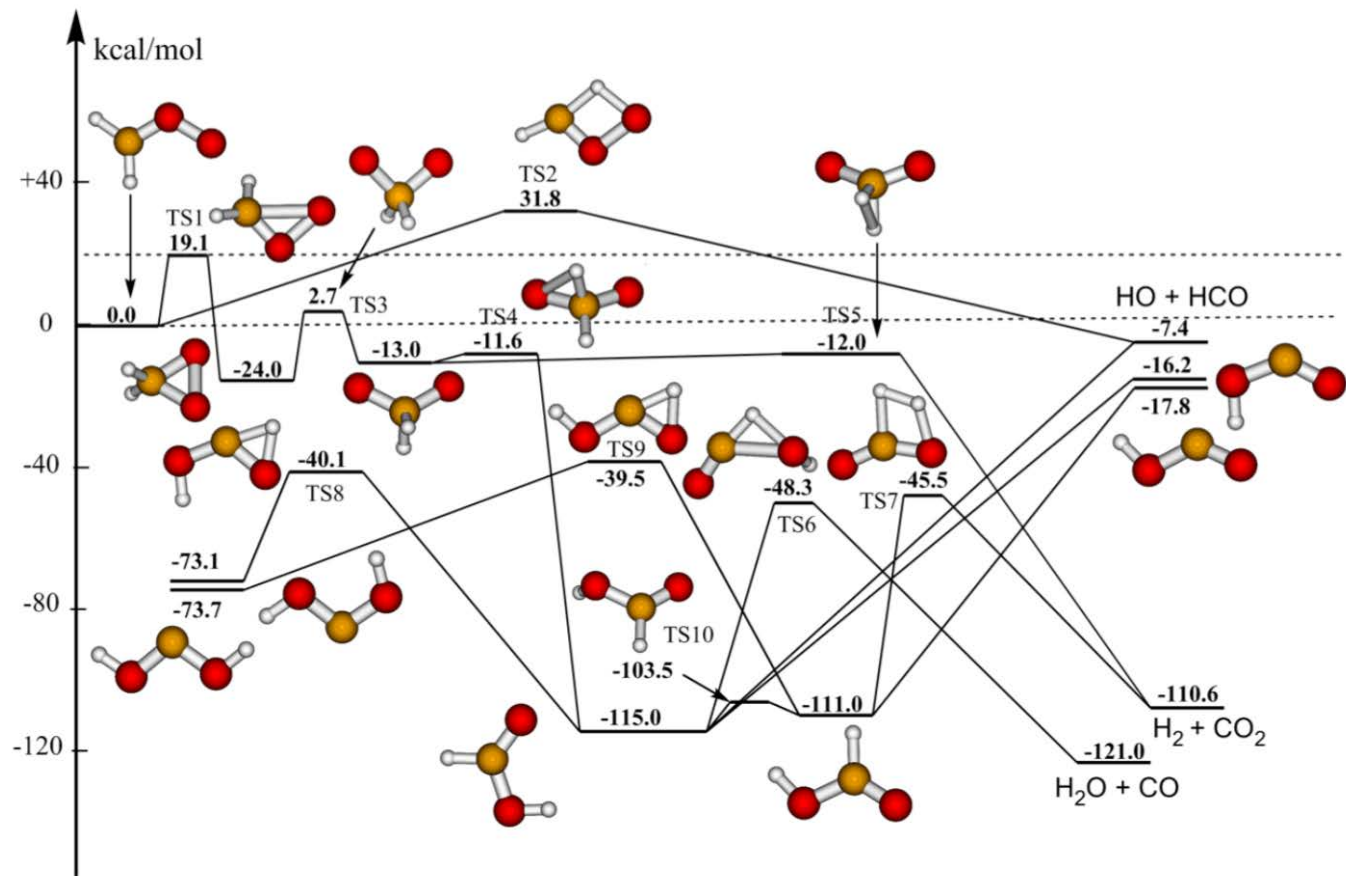 kcal/mol
+40
TS2
31.8
TS1
19.1
2.7
TS3
TS4
TS5
HO + HCO
0
0.0
-7.4
-13.0
-11.6
-12.0
-16.2
-24.0
-17.8
-40
-40.1
TS8
TS9
-39.5
-48.3
TS6
TS7
-45.5
-73.1
-73.7
-80
TS10
-103.5
-115.0
-111.0
-110.6
H₂ + CO₂
-120
-121.0
H₂O + CO